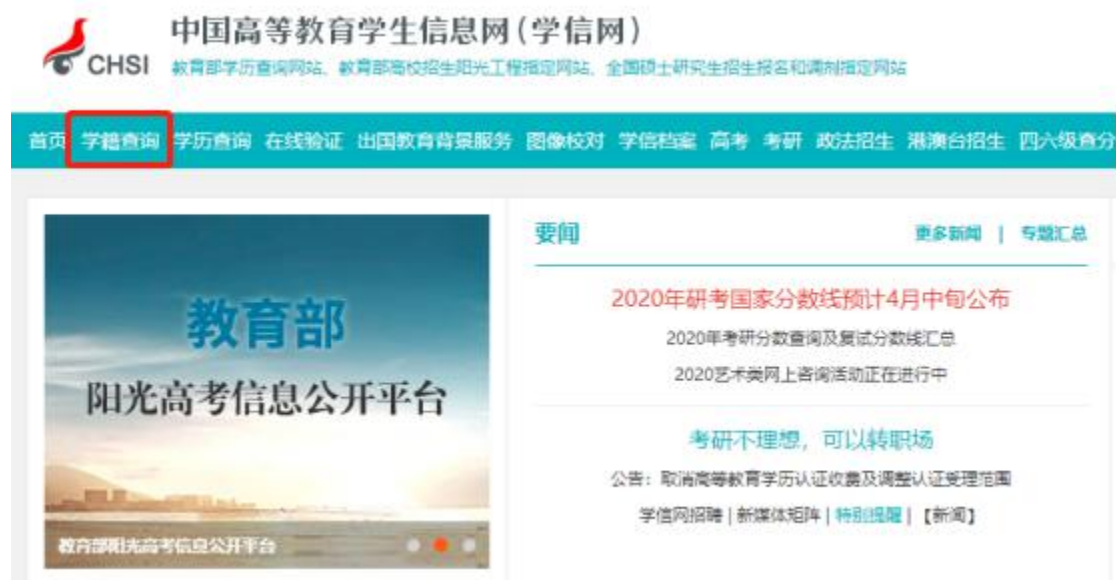 中国高等教育学生信息网(学信网)
CHSI
教育部学历查询网站、教育部高校招生阳光工程指定网站、全国硕士研究生招生报名和调剂指定网站
首页 学籍查询 学历查询 在线验证 出国教育背景服务 图像校对 学信档案 高考 考研 政法招生 港澳台招生 四六级查分
教育部
阳光高考信息公开平台
教育部阳光高考信息公开平台
要闻 更多新闻 | 专题汇总
2020年研考国家分数线预计4月中旬公布
2020年考研分数查询及复试分数线汇总
2020艺术类网上咨询活动正在进行中
考研不理想,可以转职场
公告:取消高等教育学历认证收费及调整认证受理范围
学信网招聘 | 新媒体矩阵 | 特别提醒 | 【新闻】